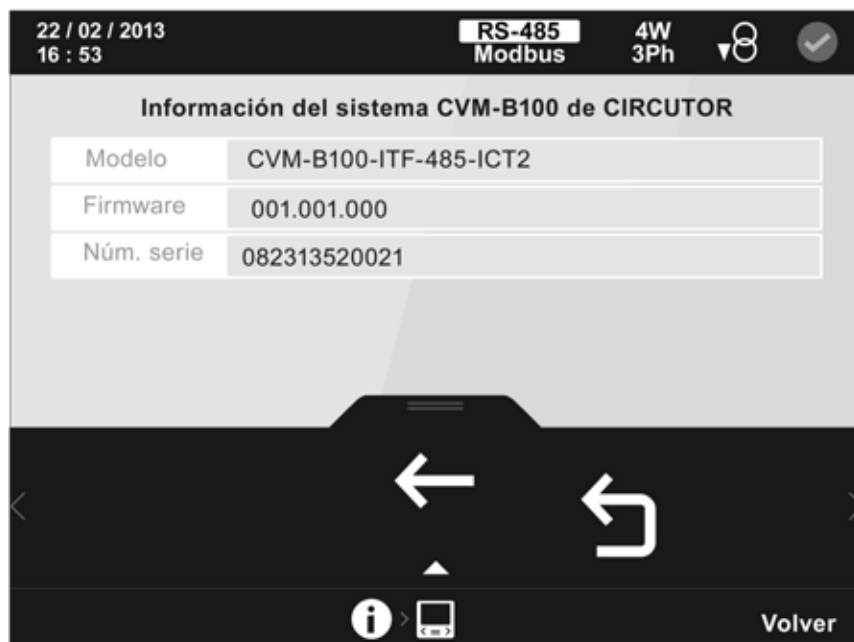 22 / 02 / 2013
16 : 53
RS-485
Modbus
4W
3Ph
Información del sistema CVM-B100 de CIRCUTOR
Modelo CVM-B100-ITF-485-ICT2
Firmware 001.001.000
Núm. serie 082313520021
Volver